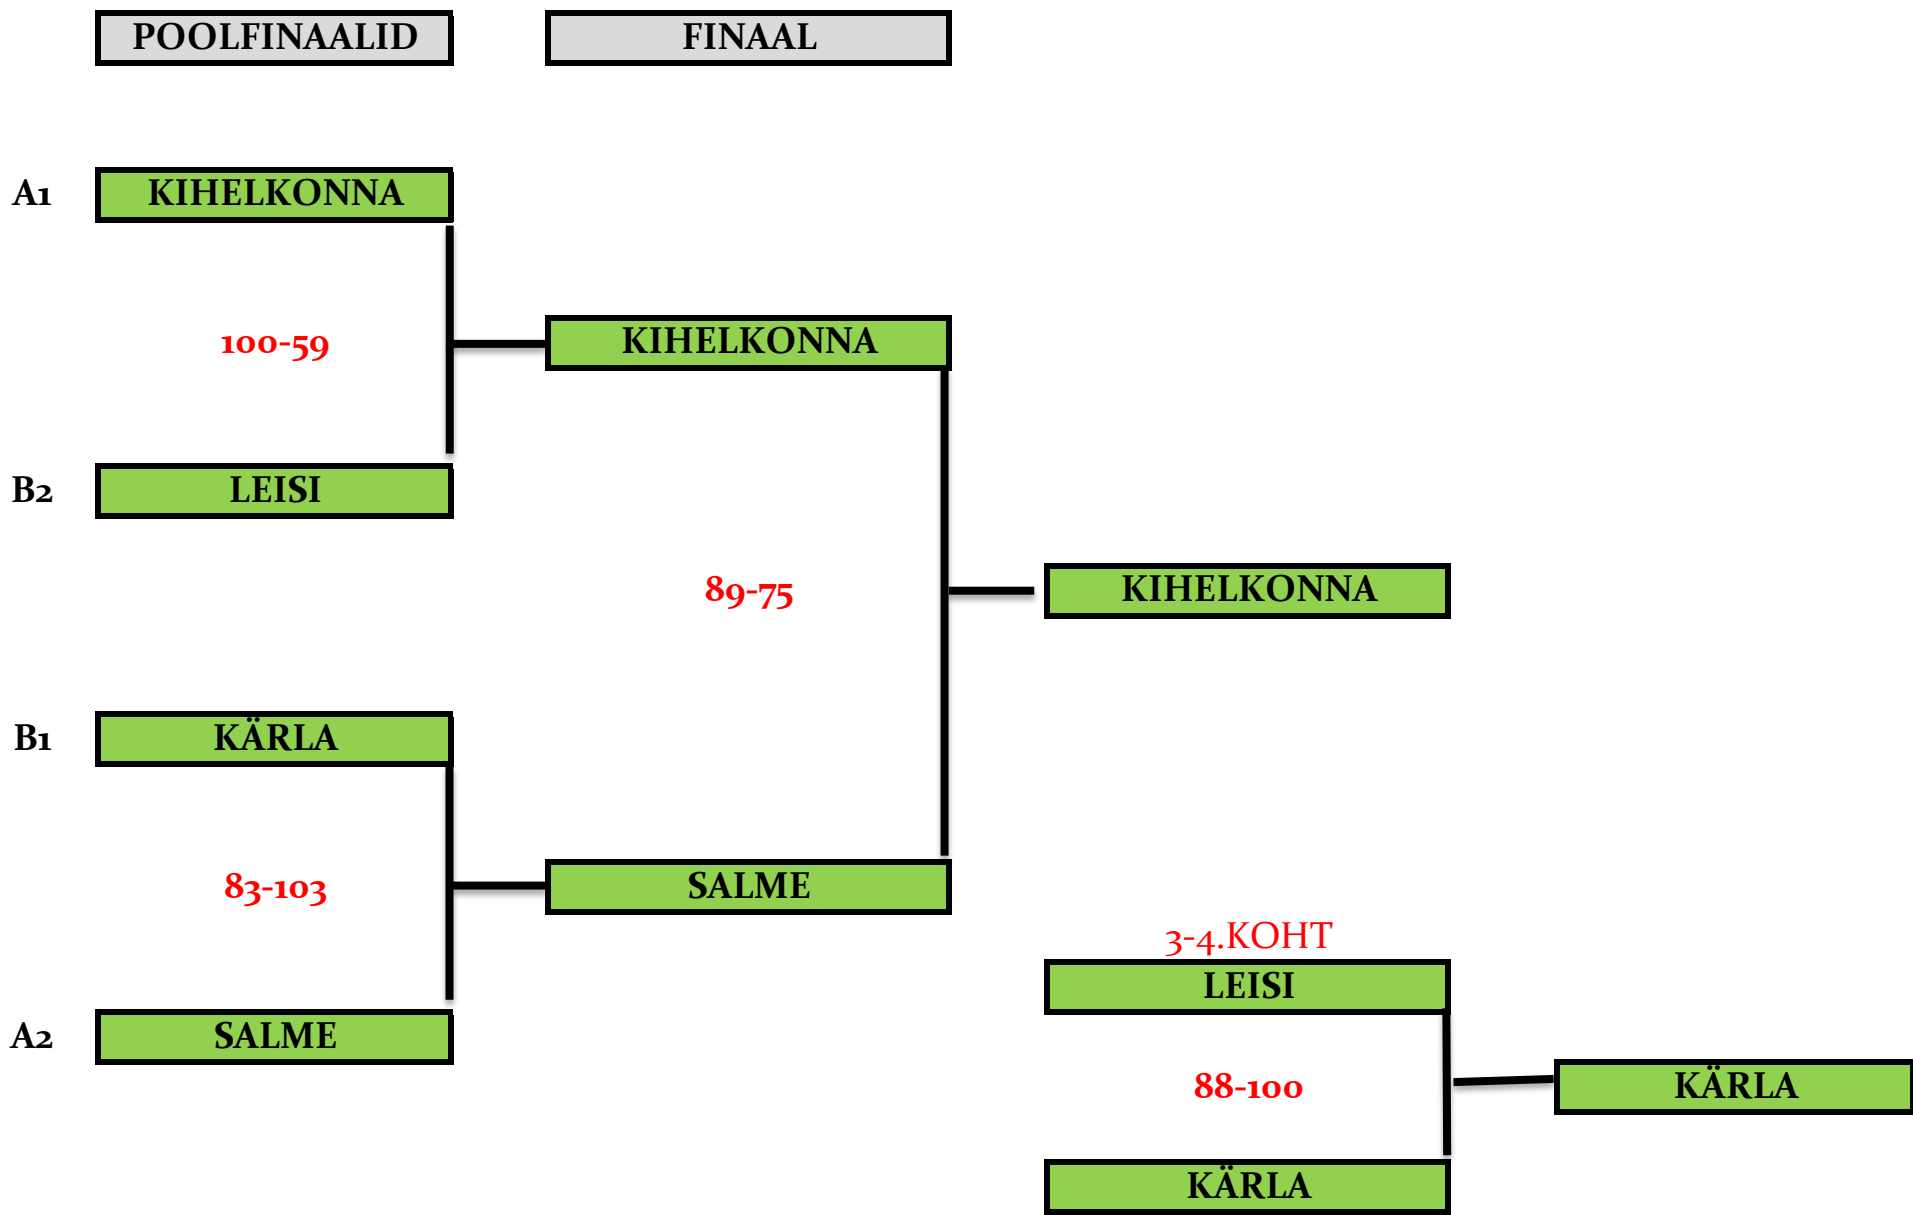 POOLFINAALID
FINAAL
A1
KIHELKONNA
100-59
KIHELKONNA
B2
LEISI
89-75
KIHELKONNA
B1
KÄRLA
83-103
SALME
3-4.KOHT
LEISI
A2
SALME
88-100
KÄRLA
KÄRLA